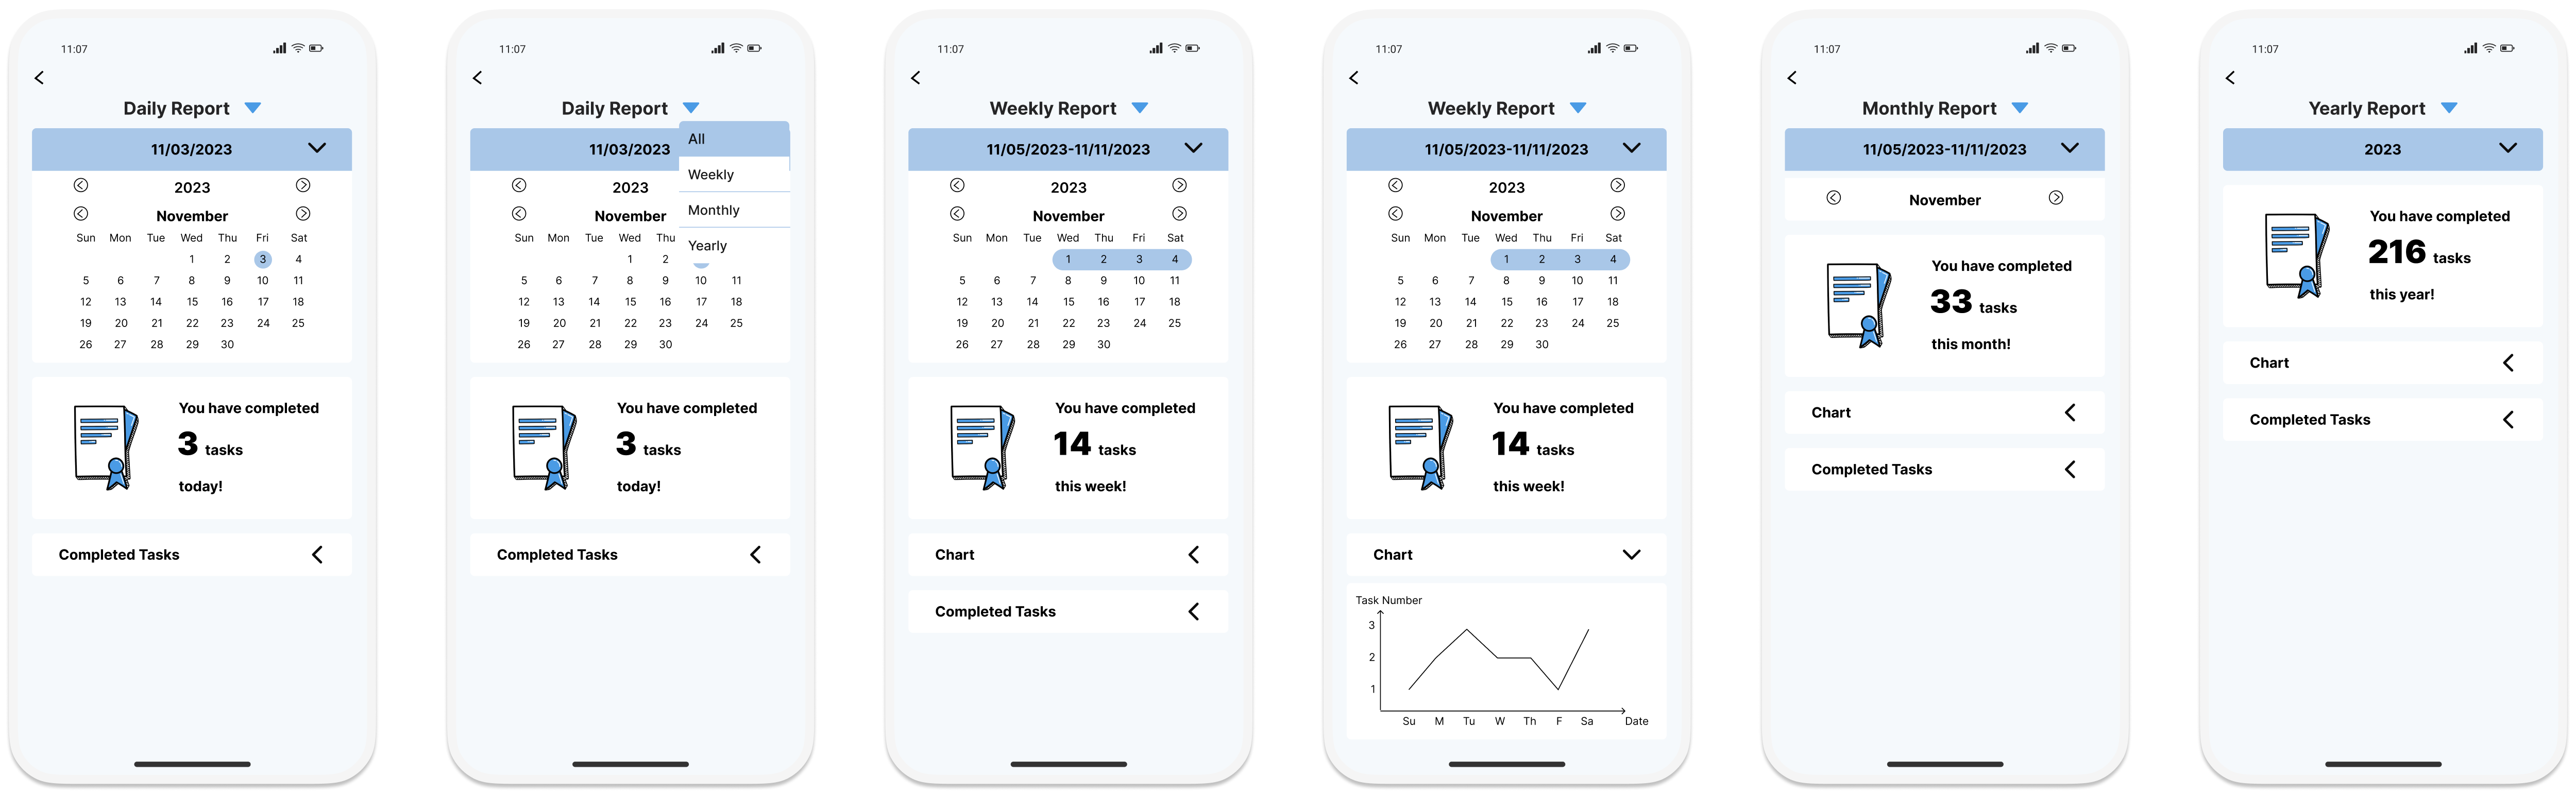 11:07
Daily Report
11/03/2023
2023
November
Sun Mon Tue Wed Thu Fri Sat
1 2 3 4
5 6 7 8 9 10 11
12 13 14 15 16 17 18
19 20 21 22 23 24 25
26 27 28 29 30
You have completed
3 tasks
today!
Completed Tasks
11:07
Daily Report
All
Weekly
Monthly
Yearly
11/03/2023
2023
November
Sun Mon Tue Wed Thu
1 2
5 6 7 8 9 10 11
12 13 14 15 16 17 18
19 20 21 22 23 24 25
26 27 28 29 30
You have completed
3 tasks
today!
Completed Tasks
11:07
Weekly Report
11/05/2023-11/11/2023
2023
November
Sun Mon Tue Wed Thu Fri Sat
1 2 3 4
5 6 7 8 9 10 11
12 13 14 15 16 17 18
19 20 21 22 23 24 25
26 27 28 29 30
You have completed
14 tasks
this week!
Chart
Completed Tasks
11:07
Weekly Report
11/05/2023-11/11/2023
2023
November
Sun Mon Tue Wed Thu Fri Sat
1 2 3 4
5 6 7 8 9 10 11
12 13 14 15 16 17 18
19 20 21 22 23 24 25
26 27 28 29 30
You have completed
14 tasks
this week!
Chart
Task Number
3
2
1
Su M Tu W Th F Sa Date
11:07
Monthly Report
11/05/2023-11/11/2023
November
You have completed
33 tasks
this month!
Chart
Completed Tasks
11:07
Yearly Report
2023
You have completed
216 tasks
this year!
Chart
Completed Tasks